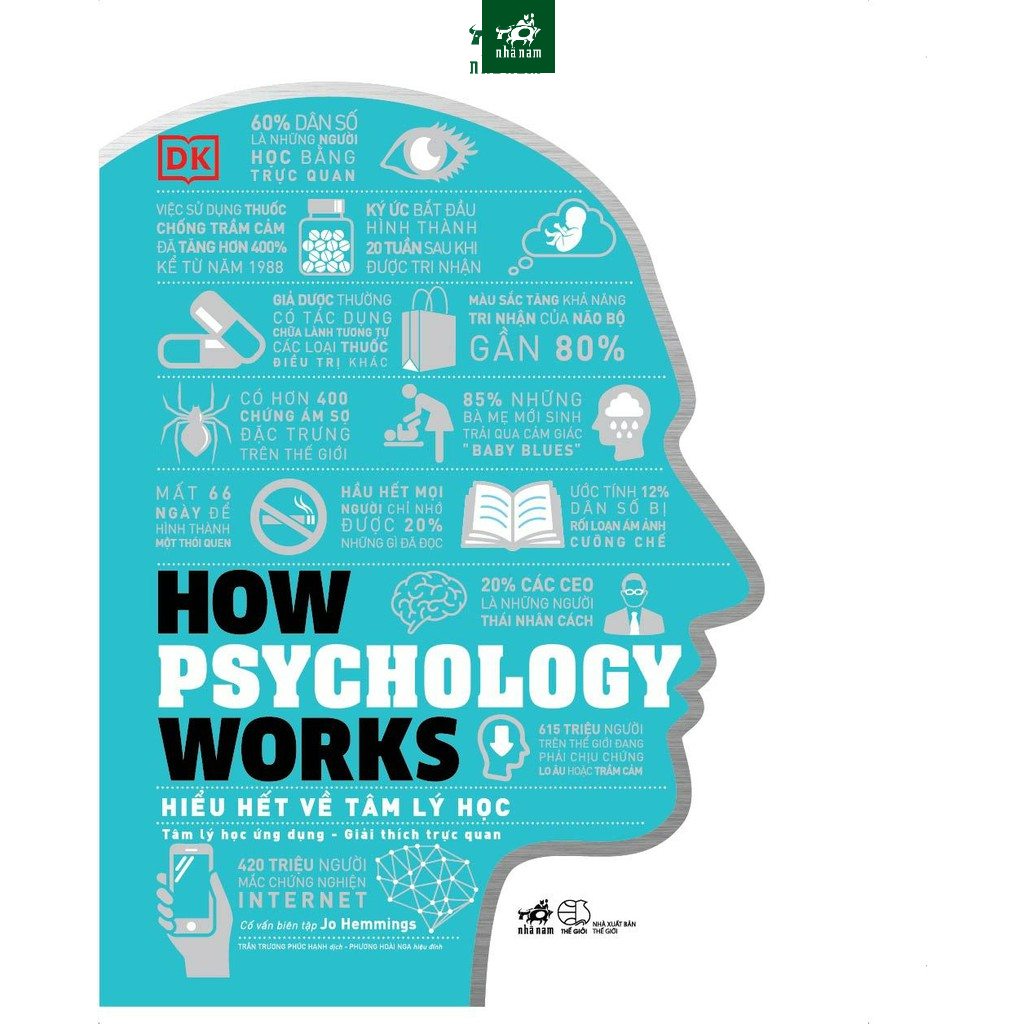 nhã nam
DK
60% DÂN SỐ
LÀ NHỮNG NGƯỜI
HỌC BẰNG
TRỰC QUAN
VIỆC SỬ DỤNG THUỐC
CHỐNG TRẦM CẢM
ĐÃ TĂNG HƠN 400%
KỂ TỪ NĂM 1988
KÝ ỨC BẮT ĐẦU
HÌNH THÀNH
20 TUẦN SAU KHI
ĐƯỢC TRI NHẬN
GIẢ DƯỢC THƯỜNG
CÓ TÁC DỤNG
CHỮA LÀNH TƯƠNG TỰ
CÁC LOẠI THUỐC
ĐIỀU TRỊ KHÁC
MÀU SẮC TĂNG KHẢ NĂNG
TRI NHẬN CỦA NÃO BỘ
GẦN 80%
CÓ HƠN 400
CHỨNG ÁM SỢ
ĐẶC TRƯNG
TRÊN THẾ GIỚI
85% NHỮNG
BÀ MẸ MỚI SINH
TRẢI QUA CẢM GIÁC
"BABY BLUES"
MẤT 66
NGÀY ĐỂ
HÌNH THÀNH
MỘT THÓI QUEN
HẦU HẾT MỌI
NGƯỜI CHỈ NHỚ
ĐƯỢC 20%
NHỮNG GÌ ĐÃ ĐỌC
ƯỚC TÍNH 12%
DÂN SỐ BỊ
RỐI LOẠN ÁM ẢNH
CƯỠNG CHẾ
HOW
20% CÁC CEO
LÀ NHỮNG NGƯỜI
THÁI NHÂN CÁCH
PSYCHOLOGY
WORKS
615 TRIỆU NGƯỜI
TRÊN THẾ GIỚI ĐANG
PHẢI CHỊU CHỨNG
LO ÂU HOẶC TRẦM CẢM
HIỂU HẾT VỀ TÂM LÝ HỌC
Tâm lý học ứng dụng - Giải thích trực quan
420 TRIỆU NGƯỜI
MẮC CHỨNG NGHIỆN
INTERNET
Cố vấn biên tập Jo Hemmings
TRẦN TRƯƠNG PHÚC HẠNH dịch - PHƯƠNG HOÀI NGA hiệu đính
nhã nam
THẾ GIỚI
NHÀ XUẤT BẢN
THẾ GIỚI